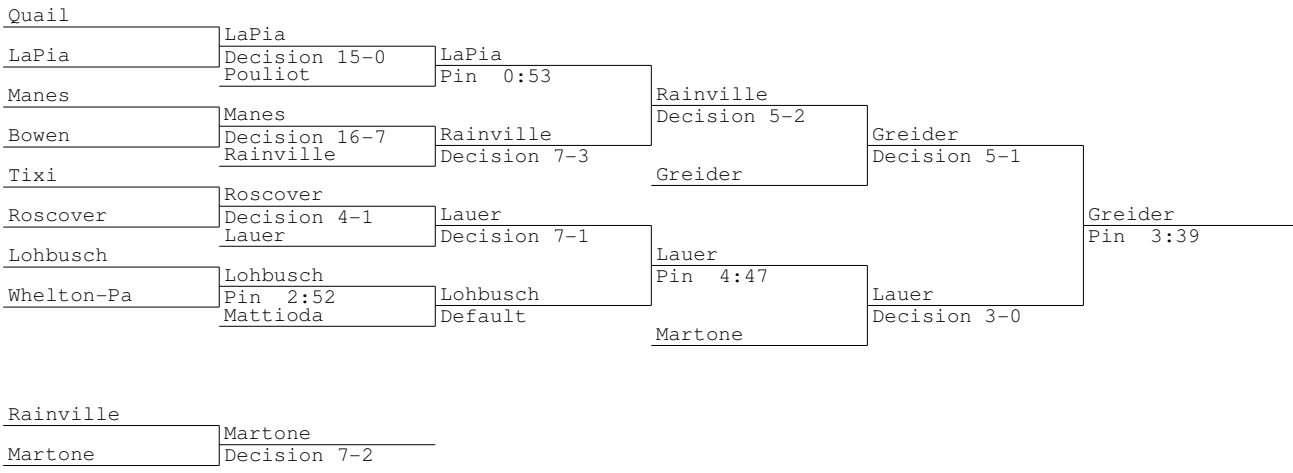 Quail
LaPia
LaPia
Decision 15-0
LaPia
Pouliot
Pin 0:53
Manes
Rainville
Manes
Decision 5-2
Bowen
Decision 16-7
Rainville
Greider
Rainville
Decision 7-3
Decision 5-1
Tixi
Greider
Roscover
Roscover
Decision 4-1
Lauer
Greider
Lauer
Decision 7-1
Pin 3:39
Lohbusch
Lauer
Lohbusch
Pin 4:47
Whelton-Pa
Pin 2:52
Lohbusch
Lauer
Mattioda
Default
Decision 3-0
Martone
Rainville
Martone
Martone
Decision 7-2